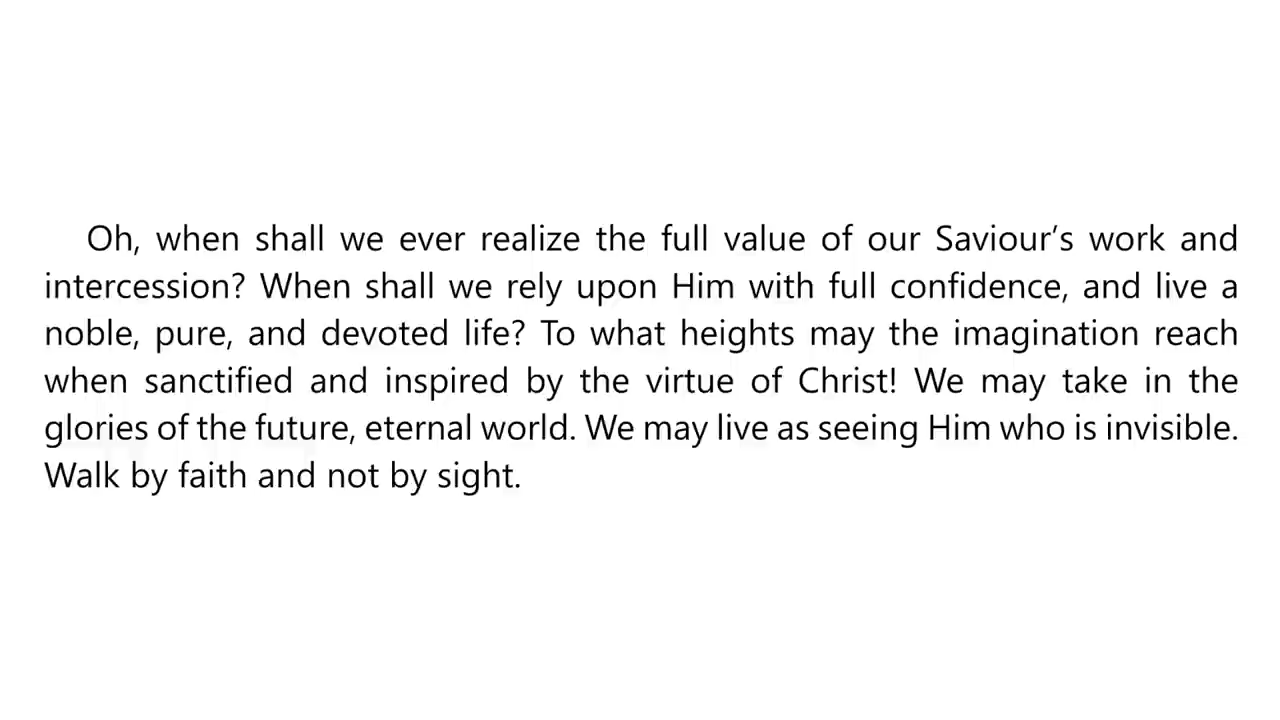 Oh, when shall we ever realize the full value of our Saviour’s work and
intercession? When shall we rely upon Him with full confidence, and live a
noble, pure, and devoted life? To what heights may the imagination reach
when sanctified and inspired by the virtue of Christ! We may take in the
glories of the future, eternal world. We may live as seeing Him who is invisible.
Walk by faith and not by sight.